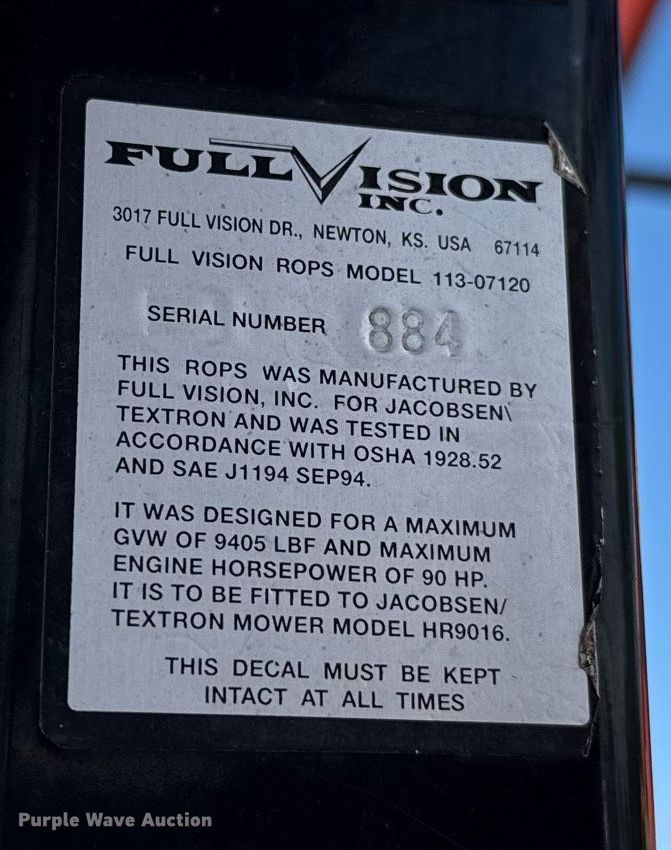 FULL VISION
INC.
3017 FULL VISION DR., NEWTON, KS. USA 67114
FULL VISION ROPS MODEL 113-07120
SERIAL NUMBER 884
THIS ROPS WAS MANUFACTURED BY
FULL VISION, INC. FOR JACOBSEN\
TEXTRON AND WAS TESTED IN
ACCORDANCE WITH OSHA 1928.52
AND SAE J1194 SEP94.
IT WAS DESIGNED FOR A MAXIMUM
GVW OF 9405 LBF AND MAXIMUM
ENGINE HORSEPOWER OF 90 HP.
IT IS TO BE FITTED TO JACOBSEN/
TEXTRON MOWER MODEL HR9016.
THIS DECAL MUST BE KEPT
INTACT AT ALL TIMES
Purple Wave Auction